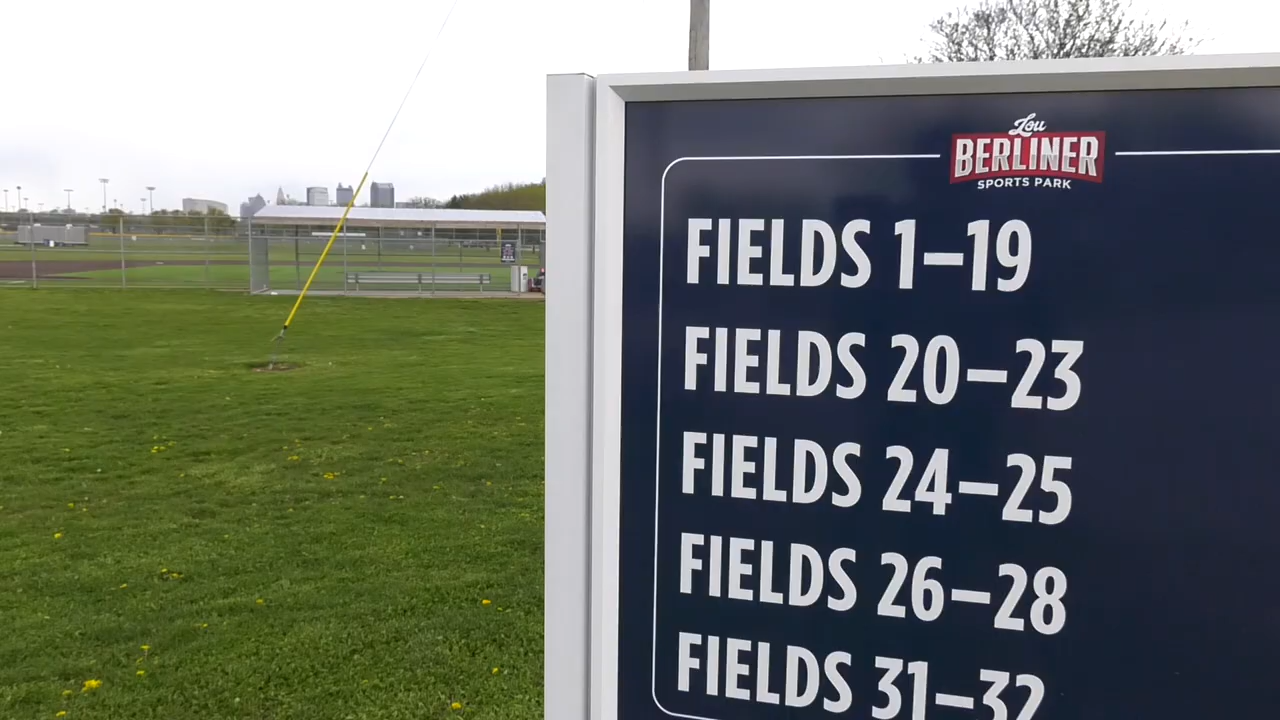 Lou
BERLINER
SPORTS PARK
FIELDS 1–19
FIELDS 20–23
FIELDS 24–25
FIELDS 26–28
FIELDS 31–32